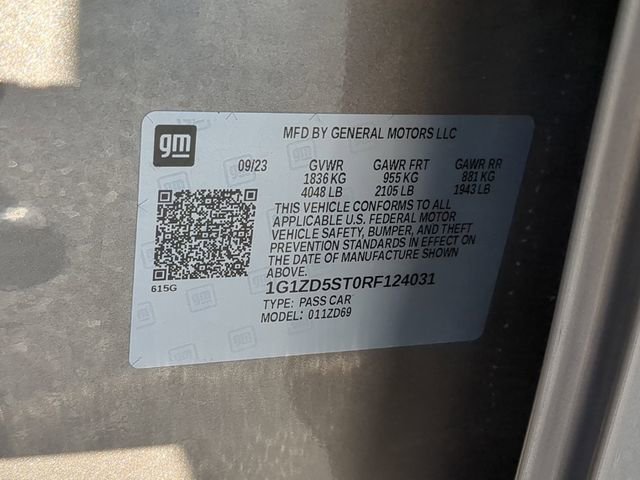 gm
MFD BY GENERAL MOTORS LLC
09/23 GVWR GAWR FRT GAWR RR
1836 KG 955 KG 881 KG
4048 LB 2105 LB 1943 LB
THIS VEHICLE CONFORMS TO ALL
APPLICABLE U.S. FEDERAL MOTOR
VEHICLE SAFETY, BUMPER, AND THEFT
PREVENTION STANDARDS IN EFFECT ON
THE DATE OF MANUFACTURE SHOWN
ABOVE.
615G
1G1ZD5ST0RF124031
TYPE: PASS CAR
MODEL: 011ZD69